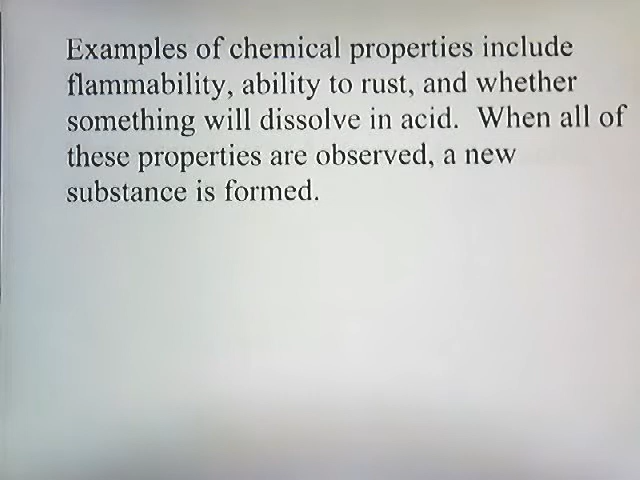 Examples of chemical properties include
flammability, ability to rust, and whether
something will dissolve in acid.  When all of
these properties are observed, a new
substance is formed.